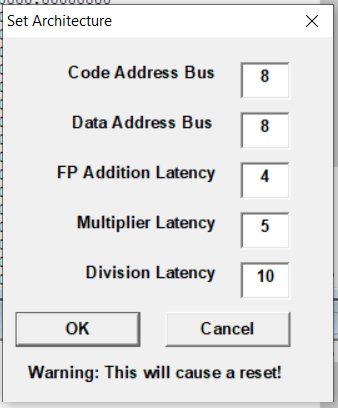 Set Architecture
Code Address Bus 8
Data Address Bus 8
FP Addition Latency 4
Multiplier Latency 5
Division Latency 10
OK Cancel
Warning: This will cause a reset!